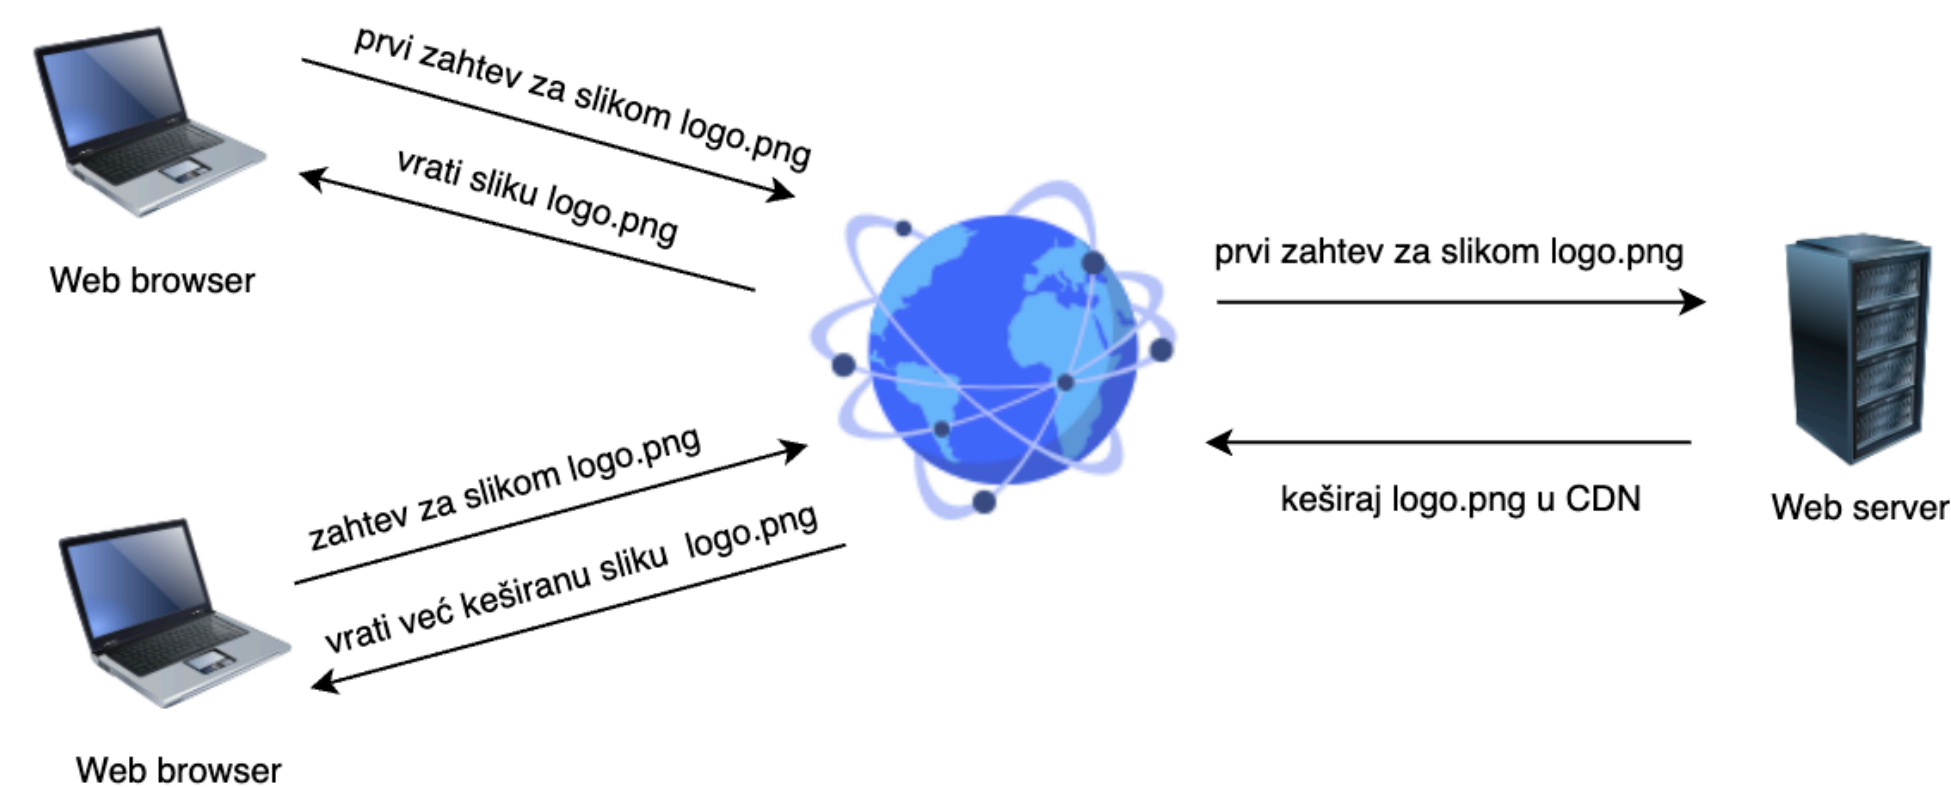 prvi zahtev za slikom logo.png
vrati sliku logo.png
Web browser
prvi zahtev za slikom logo.png
keširaj logo.png u CDN
Web server
zahtev za slikom logo.png
vrati već keširanu sliku  logo.png
Web browser